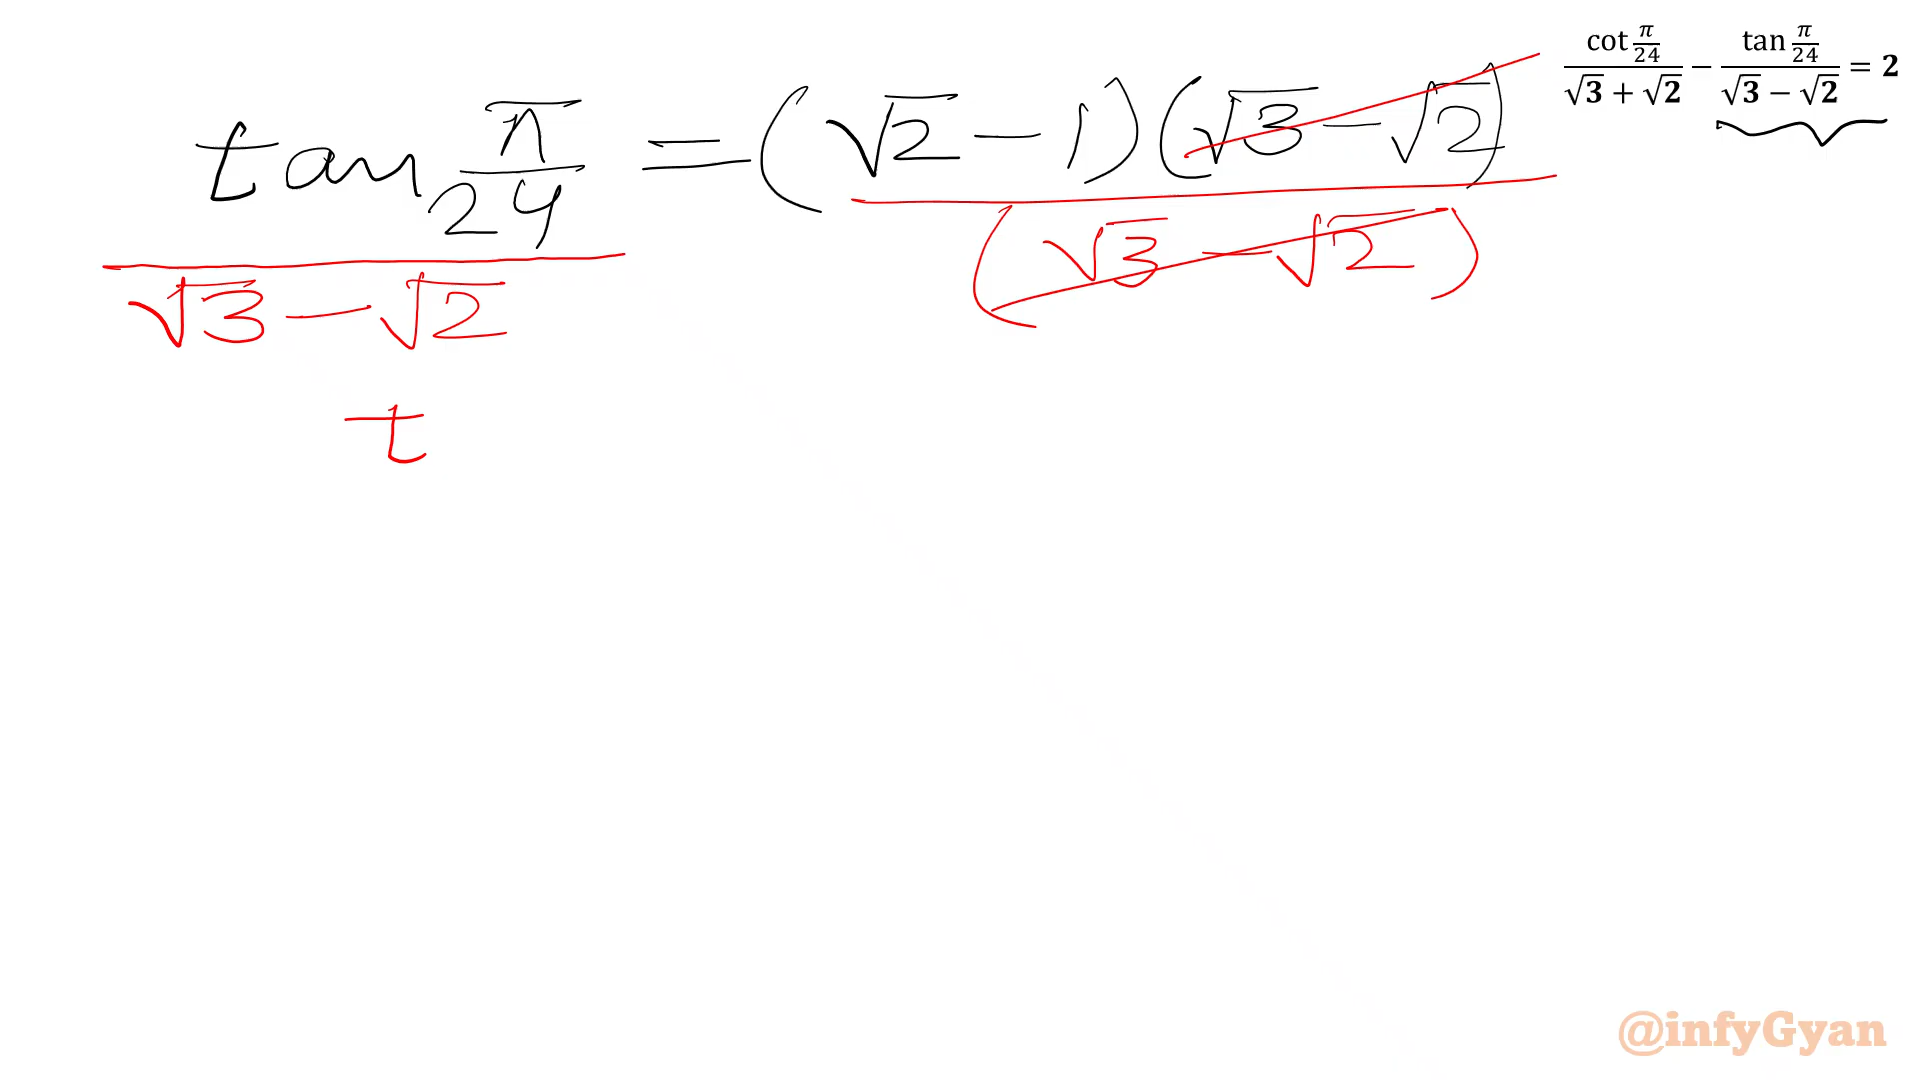 cot π/24 / (√3 + √2) − tan π/24 / (√3 − √2) = 2
tan π/24 = (√2 − 1)(√3 − √2)
√3 − √2 (√3 − √2)
t
@infyGyan